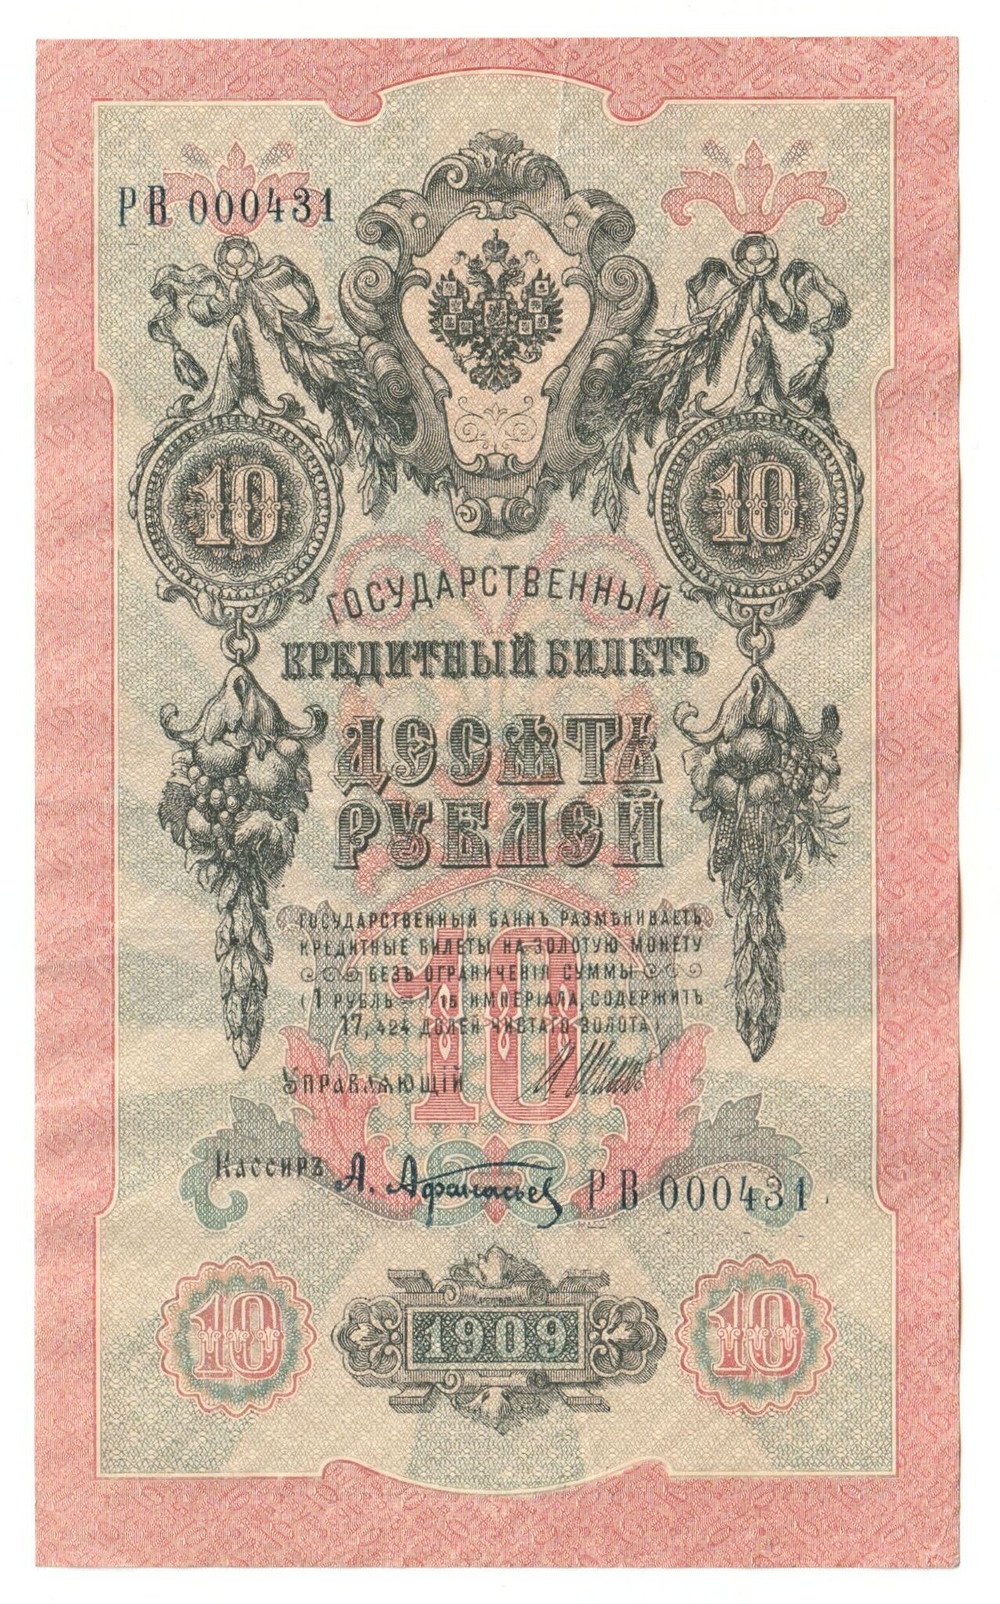 РВ 000431
10 10
ГОСУДАРСТВЕННЫЙ
КРЕДИТНЫЙ БИЛЕТЪ
ДЕСЯТЬ
РУБЛЕЙ
ГОСУДАРСТВЕННЫЙ БАНКЪ РАЗМѢНИВАЕТЪ
КРЕДИТНЫЕ БИЛЕТЫ НА ЗОЛОТУЮ МОНЕТУ
БЕЗЪ ОГРАНИЧЕНІЯ СУММЫ
(1 РУБЛЬ = 1/15 ИМПЕРІАЛА, СОДЕРЖИТЪ
17,424 ДОЛЕЙ ЧИСТАГО ЗОЛОТА)
10
УПРАВЛЯЮЩІЙ
Кассиръ А. Афанасьев РВ 000431
10 1909 10